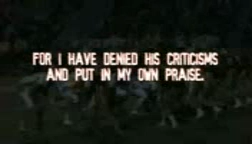 FOR I HAVE DENIED HIS CRITICISMS
AND PUT IN MY OWN PRAISE.